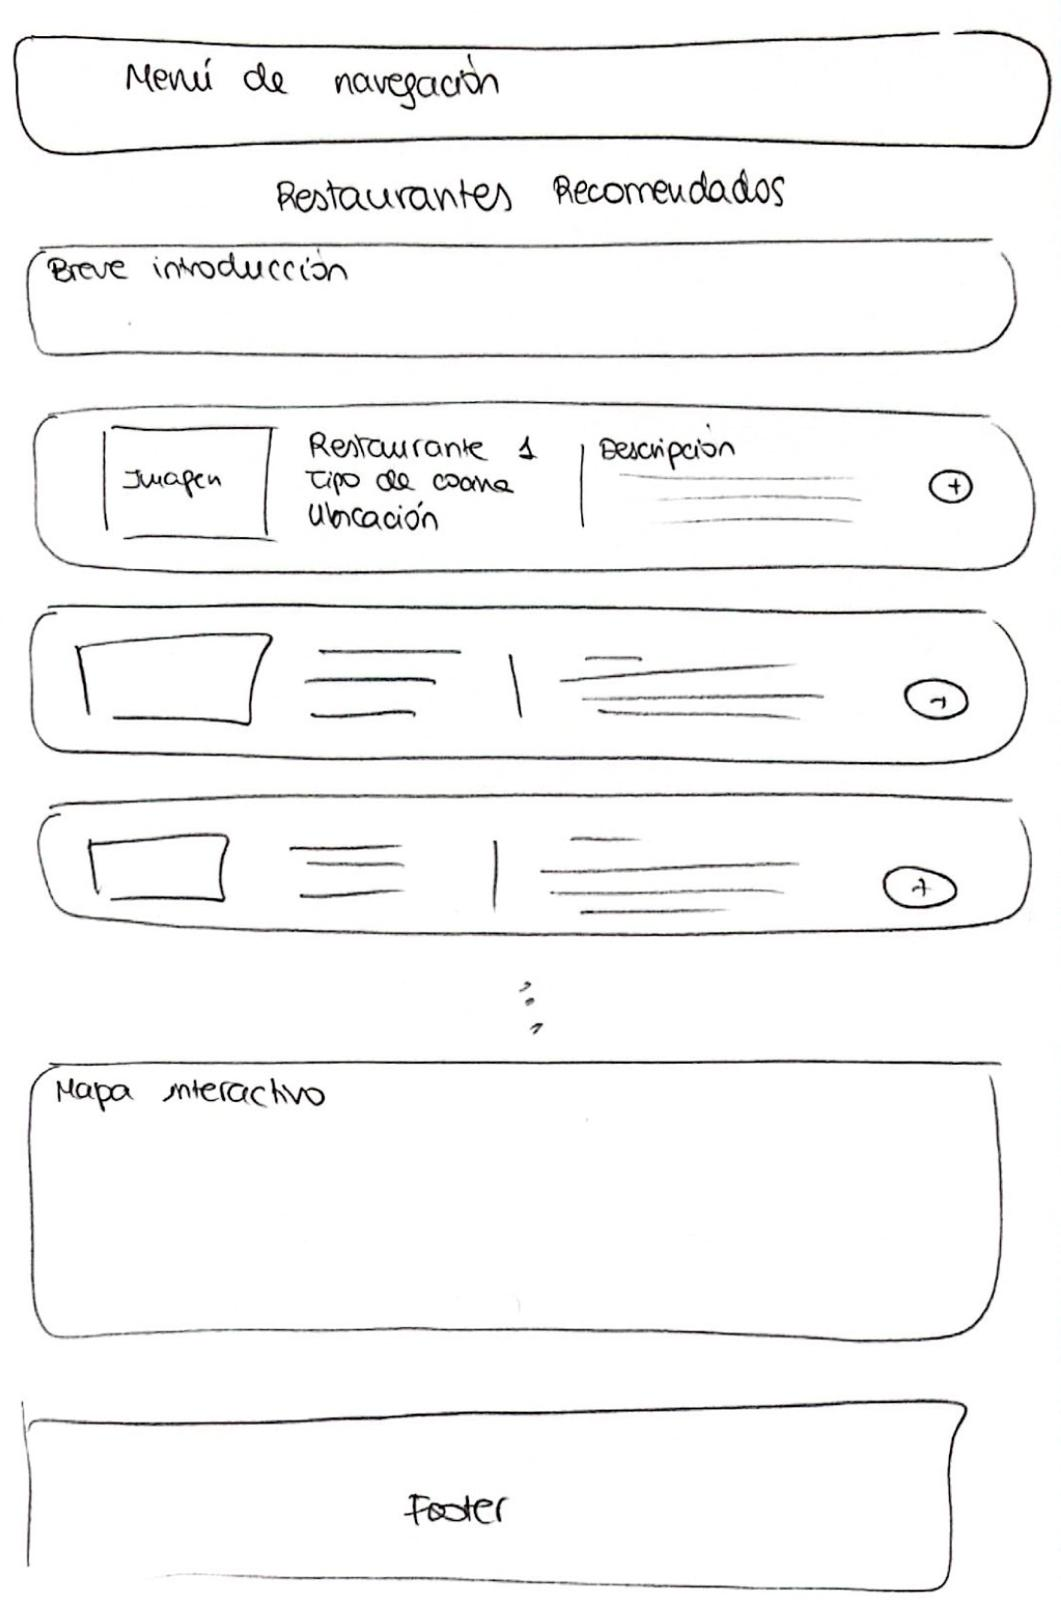 Menú de navegación
Restaurantes Recomendados
Breve introducción
Imagen
Restaurante 1
Tipo de cocina
Ubicación
Descripción
+
+
+
Mapa interactivo
Footer